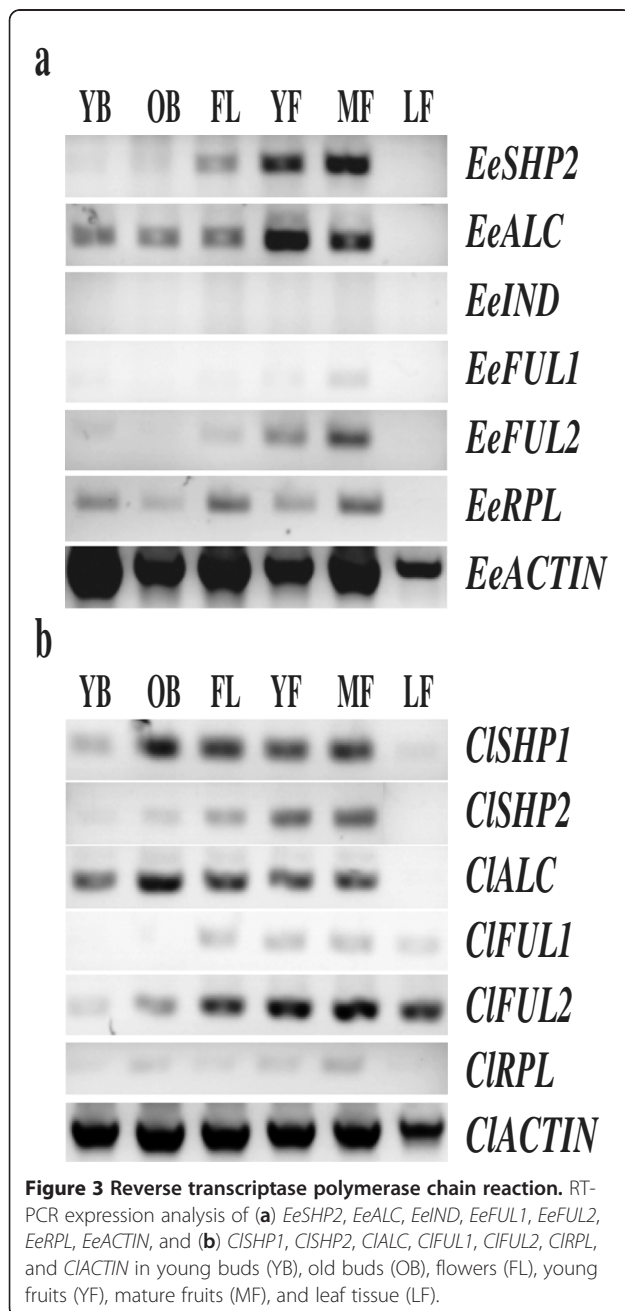 a
YB OB FL YF MF LF
EeSHP2
EeALC
EeIND
EeFUL1
EeFUL2
EeRPL
EeACTIN
b
YB OB FL YF MF LF
ClSHP1
ClSHP2
ClALC
ClFUL1
ClFUL2
ClRPL
ClACTIN
Figure 3 Reverse transcriptase polymerase chain reaction. RT-
PCR expression analysis of (a) EeSHP2, EeALC, EeIND, EeFUL1, EeFUL2,
EeRPL, EeACTIN, and (b) ClSHP1, ClSHP2, ClALC, ClFUL1, ClFUL2, ClRPL,
and ClACTIN in young buds (YB), old buds (OB), flowers (FL), young
fruits (YF), mature fruits (MF), and leaf tissue (LF).